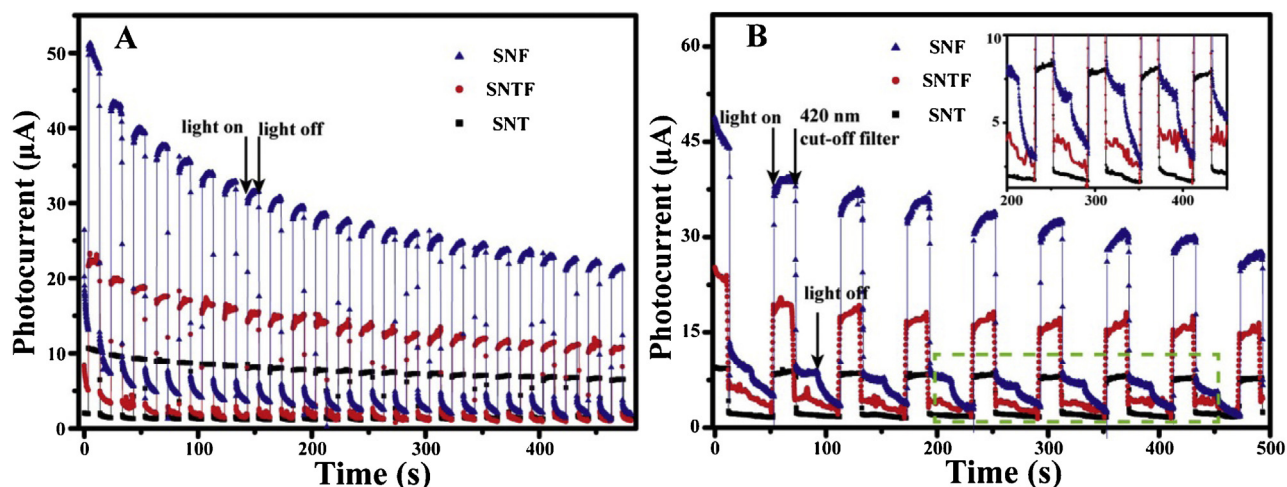 A
SNF
SNTF
SNT
light on
light off
Photocurrent (μA)
50
40
30
20
10
0
0
100
200
300
400
Time (s)
B
SNF
SNTF
SNT
light on
420 nm
cut-off filter
light off
Photocurrent (μA)
60
45
30
15
0
0
100
200
300
400
500
Time (s)
10
5
200
300
400